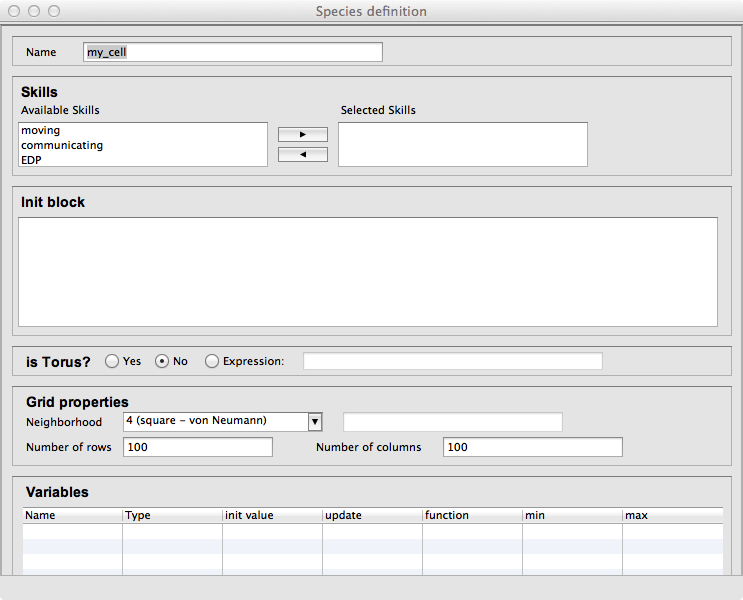 Species definition
Name my_cell
Skills
Available Skills Selected Skills
moving
communicating
EDP
Init block
is Torus? Yes No Expression:
Grid properties
Neighborhood 4 (square - von Neumann)
Number of rows 100 Number of columns 100
Variables
Name Type init value update function min max